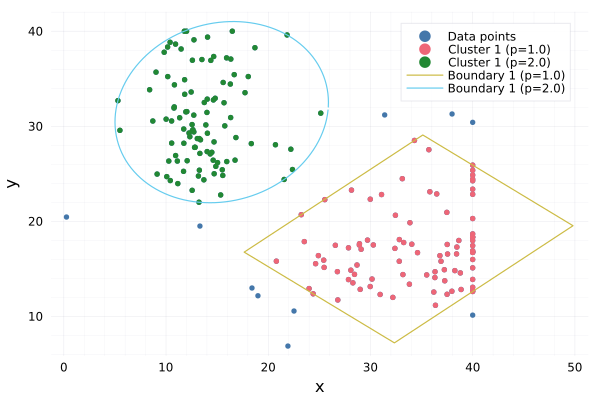 40
30
20
10
y
Data points
Cluster 1 (p=1.0)
Cluster 1 (p=2.0)
Boundary 1 (p=1.0)
Boundary 1 (p=2.0)
0 10 20 30 40 50
x